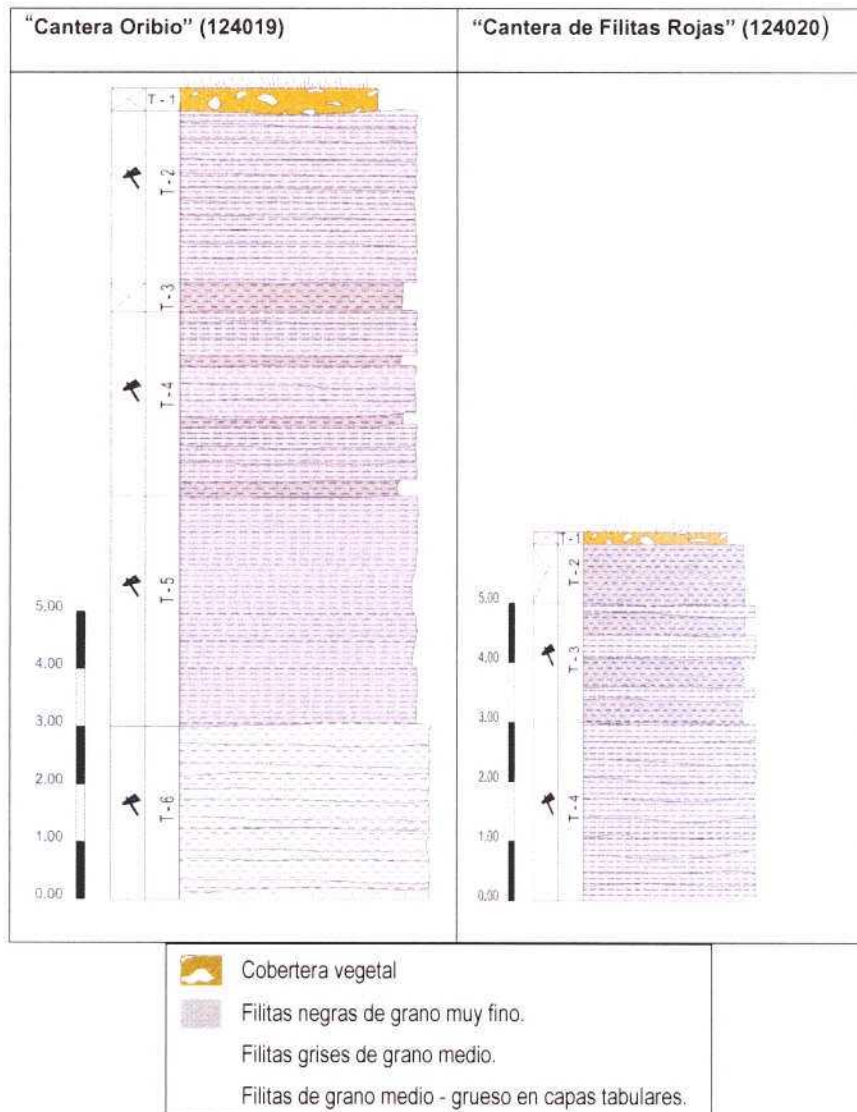 “Cantera Oribio” (124019)
“Cantera de Filitas Rojas” (124020)
T - 1
T - 2
T - 3
T - 4
T - 5
T - 6
5.00
4.00
3.00
2.00
1.00
0.00
T - 1
T - 2
T - 3
T - 4
5.00
4.00
3.00
2.00
1.00
0.00
Cobertera vegetal
Filitas negras de grano muy fino.
Filitas grises de grano medio.
Filitas de grano medio - grueso en capas tabulares.